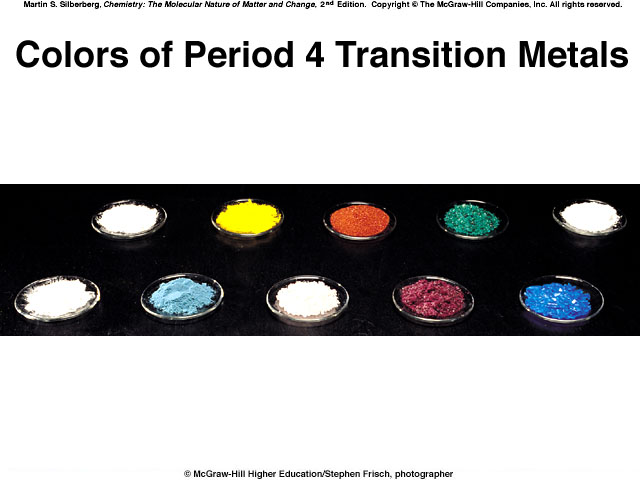 Martin S. Silberberg, Chemistry: The Molecular Nature of Matter and Change, 2nd Edition. Copyright © The McGraw-Hill Companies, Inc. All rights reserved.
Colors of Period 4 Transition Metals
© McGraw-Hill Higher Education/Stephen Frisch, photographer